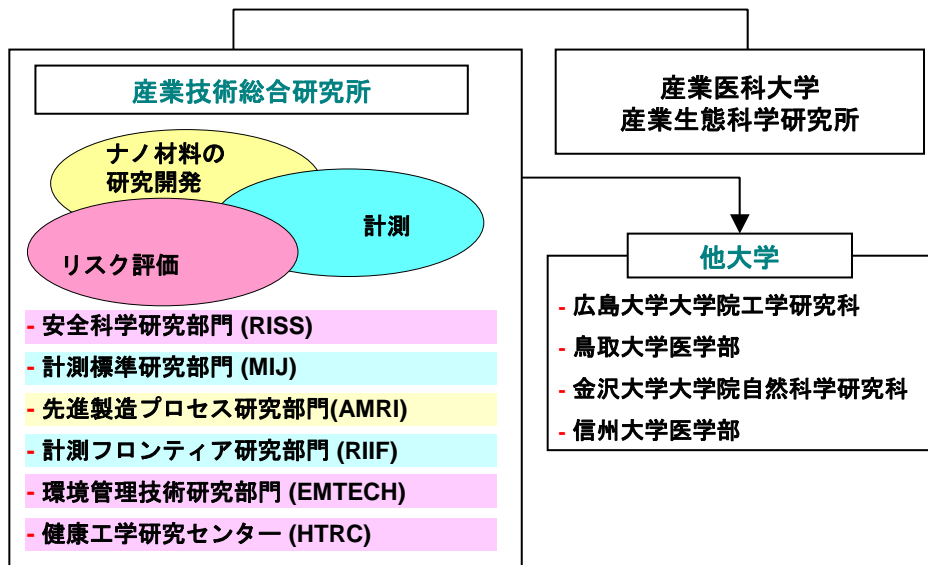 産業技術総合研究所
ナノ材料の
研究開発
計測
リスク評価
- 安全科学研究部門 (RISS)
- 計測標準研究部門 (MIJ)
- 先進製造プロセス研究部門(AMRI)
- 計測フロンティア研究部門 (RIIF)
- 環境管理技術研究部門 (EMTECH)
- 健康工学研究センター (HTRC)
産業医科大学
産業生態科学研究所
他大学
- 広島大学大学院工学研究科
- 鳥取大学医学部
- 金沢大学大学院自然科学研究科
- 信州大学医学部